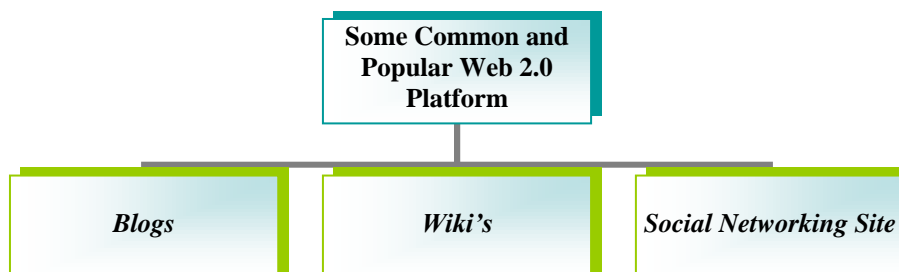 Some Common and
Popular Web 2.0
Platform
Blogs
Wiki's
Social Networking Site